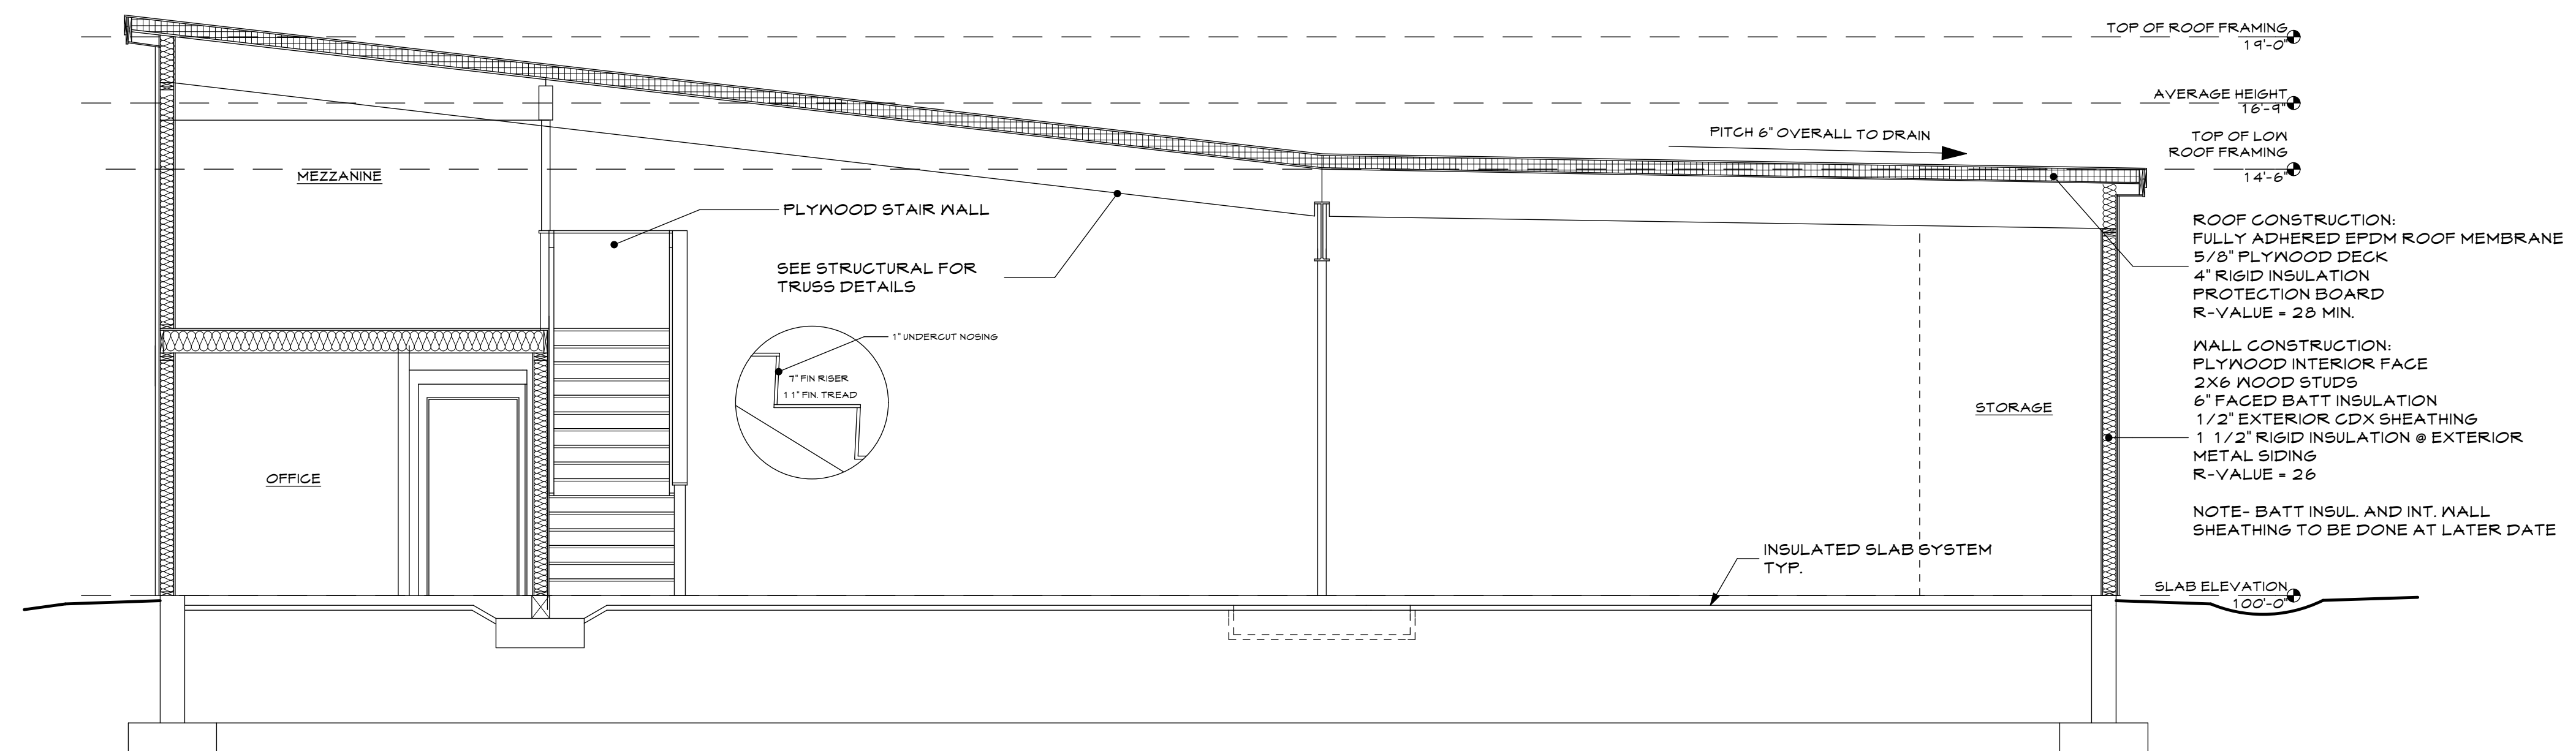 TOP OF ROOF FRAMING
19'-0"
AVERAGE HEIGHT
16'-9"
PITCH 6" OVERALL TO DRAIN
TOP OF LOW
ROOF FRAMING
14'-6"
MEZZANINE
PLYWOOD STAIR WALL
SEE STRUCTURAL FOR
TRUSS DETAILS
ROOF CONSTRUCTION:
FULLY ADHERED EPDM ROOF MEMBRANE
5/8" PLYWOOD DECK
4" RIGID INSULATION
PROTECTION BOARD
R-VALUE = 28 MIN.
1" UNDERCUT NOSING
7" FIN RISER
11" FIN. TREAD
WALL CONSTRUCTION:
PLYWOOD INTERIOR FACE
2X6 WOOD STUDS
6" FACED BATT INSULATION
1/2" EXTERIOR CDX SHEATHING
1 1/2" RIGID INSULATION @ EXTERIOR
METAL SIDING
R-VALUE = 26
STORAGE
OFFICE
NOTE- BATT INSUL. AND INT. WALL
SHEATHING TO BE DONE AT LATER DATE
INSULATED SLAB SYSTEM
TYP.
SLAB ELEVATION
100'-0"